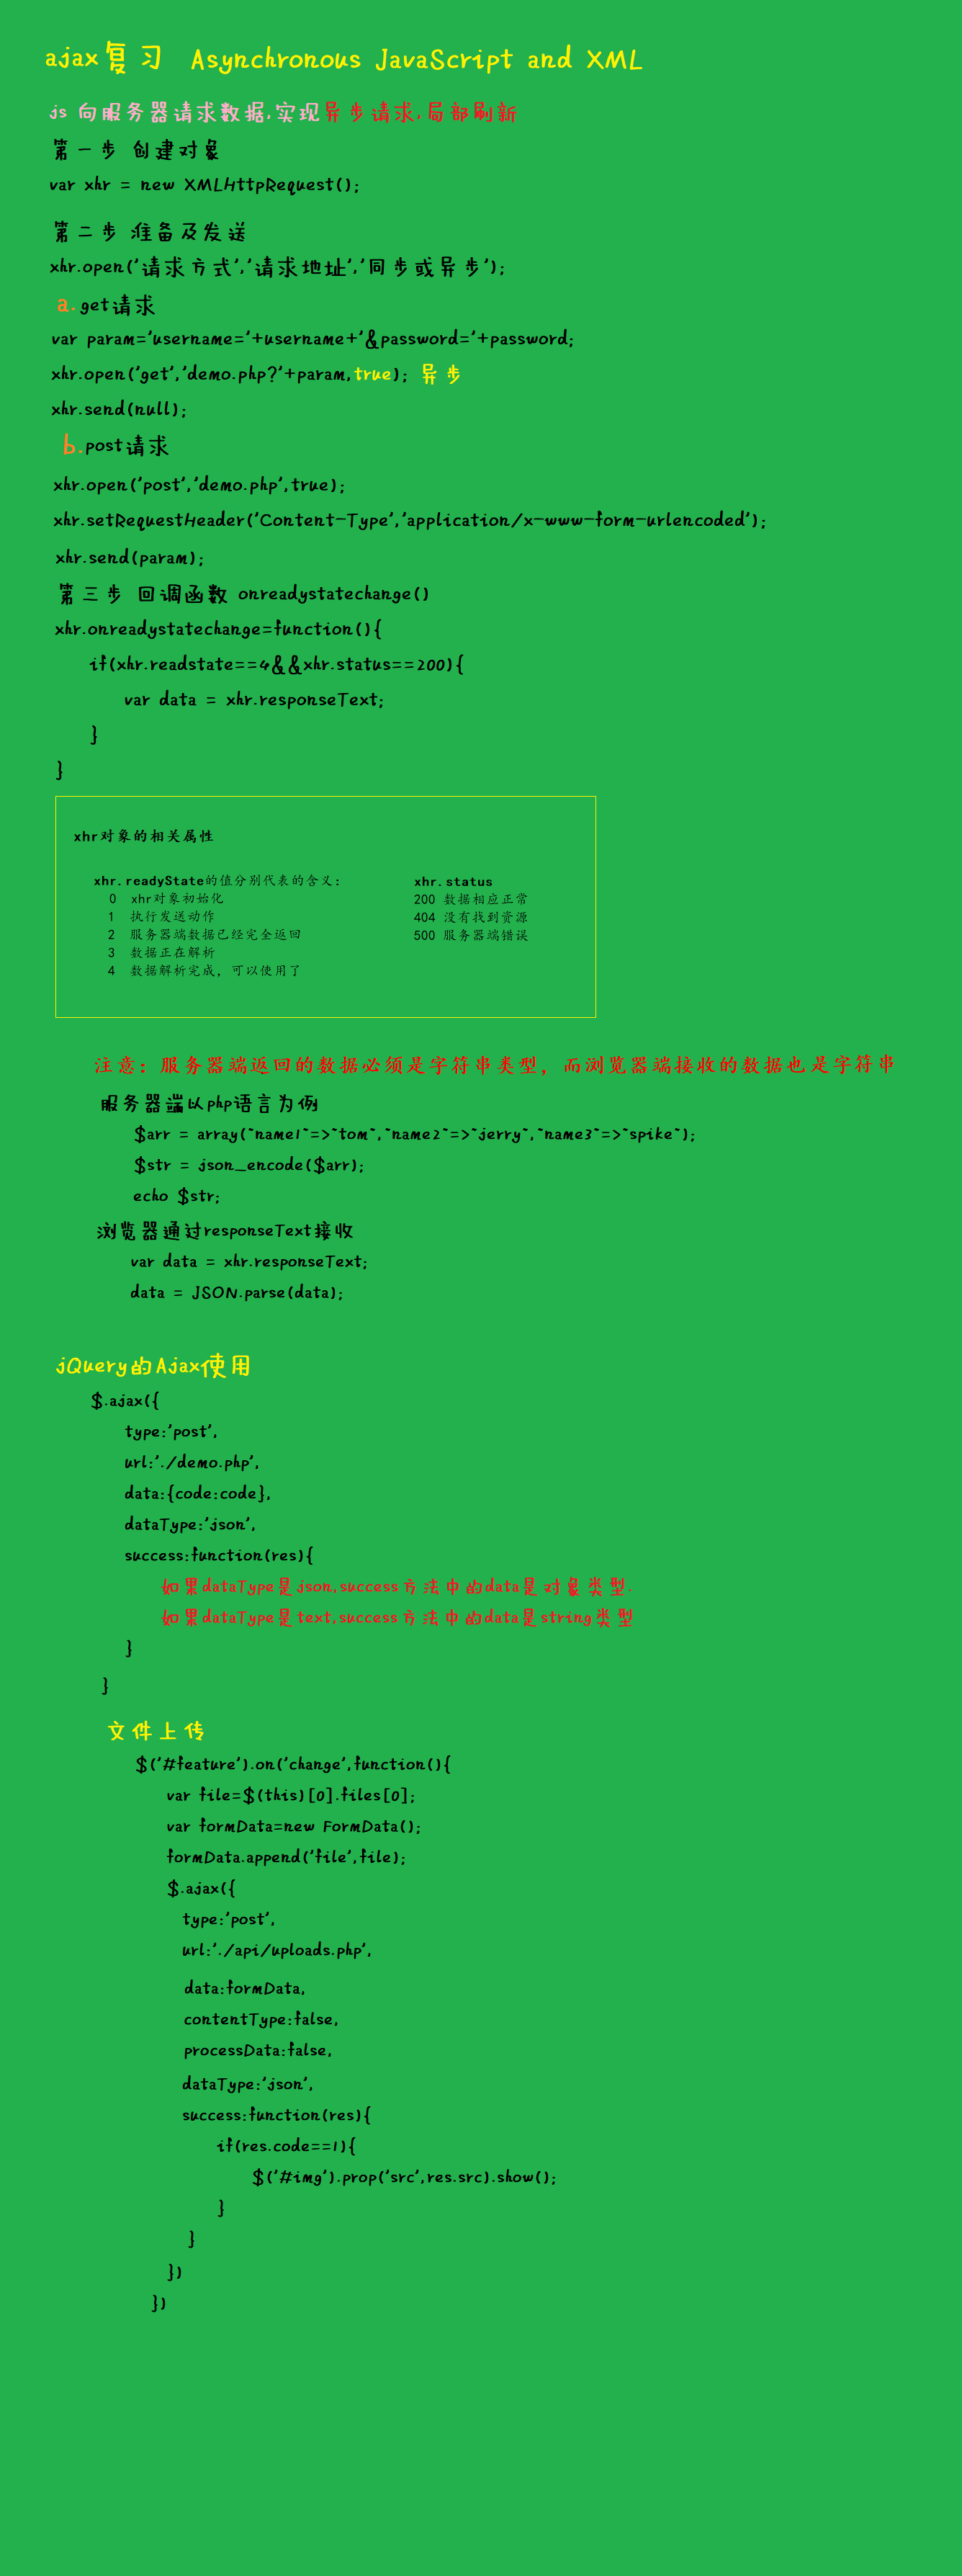 ajax复习 Asynchronous JavaScript and XML
js 向服务器请求数据,实现异步请求,局部刷新
第一步 创建对象
var xhr = new XMLHttpRequest();
第二步 准备及发送
xhr.open('请求方式','请求地址','同步或异步');
a.get请求
var param='username='+username+'&password='+password;
xhr.open('get','demo.php?'+param,true); 异步
xhr.send(null);
b.post请求
xhr.open('post','demo.php',true);
xhr.setRequestHeader('Content-Type','application/x-www-form-urlencoded');
xhr.send(param);
第三步 回调函数 onreadystatechange()
xhr.onreadystatechange=function(){
if(xhr.readstate==4&&xhr.status==200){
var data = xhr.responseText;
}
}
xhr对象的相关属性
xhr.readyState的值分别代表的含义: xhr.status
0 xhr对象初始化 200 数据相应正常
1 执行发送动作 404 没有找到资源
2 服务器端数据已经完全返回 500 服务器端错误
3 数据正在解析
4 数据解析完成, 可以使用了
注意: 服务器端返回的数据必须是字符串类型, 而浏览器端接收的数据也是字符串
服务器端以php语言为例
$arr = array("name1"=>"tom","name2"=>"jerry","name3"=>"spike");
$str = json_encode($arr);
echo $str;
浏览器通过responseText接收
var data = xhr.responseText;
data = JSON.parse(data);
jQuery的Ajax使用
$.ajax({
type:'post',
url:'./demo.php',
data:{code:code},
dataType:'json',
success:function(res){
如果dataType是json,success方法中的data是对象类型.
如果dataType是text,success方法中的data是string类型
}
}
文件上传
$('#feature').on('change',function(){
var file=$(this)[0].files[0];
var formData=new FormData();
formData.append('file',file);
$.ajax({
type:'post',
url:'./api/uploads.php',
data:formData,
contentType:false,
processData:false,
dataType:'json',
success:function(res){
if(res.code==1){
$('#img').prop('src',res.src).show();
}
}
})
})